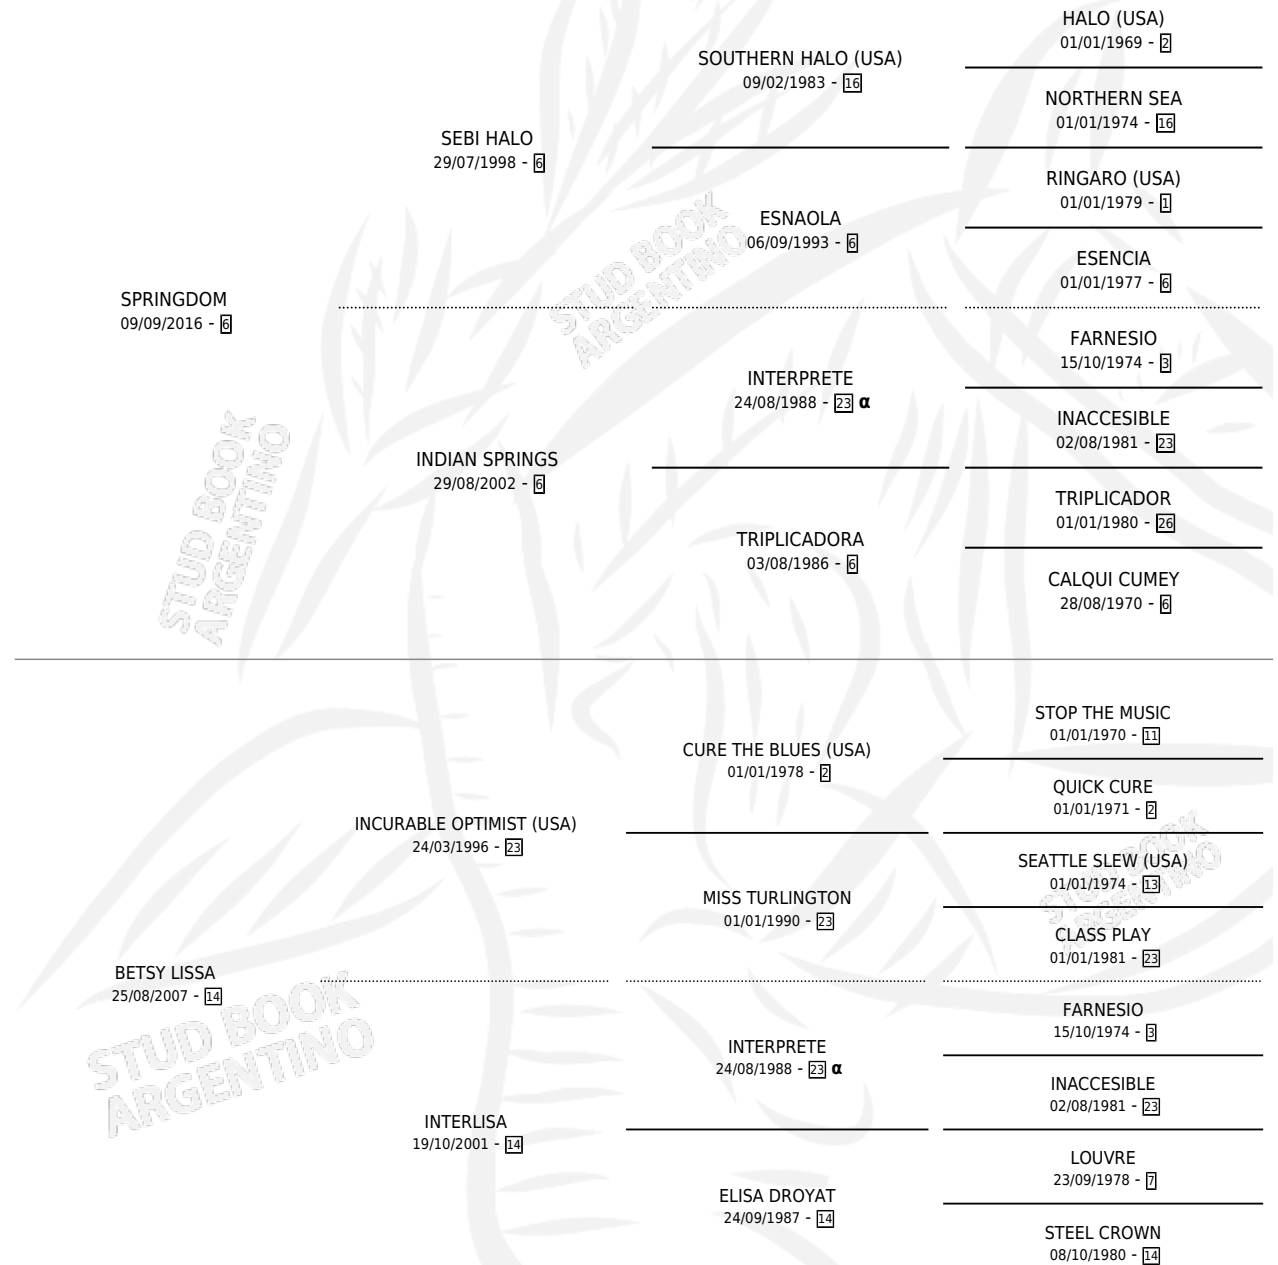 HALO (USA)
01/01/1969 - 2
SOUTHERN HALO (USA)
09/02/1983 - 16
NORTHERN SEA
01/01/1974 - 16
SEBI HALO
29/07/1998 - 6
RINGARO (USA)
01/01/1979 - 1
ESNAOLA
06/09/1993 - 6
ESENCIA
01/01/1977 - 6
SPRINGDOM
09/09/2016 - 6
FARNESIO
15/10/1974 - 3
INTERPRETE
24/08/1988 - 23 α
INACCESIBLE
02/08/1981 - 23
INDIAN SPRINGS
29/08/2002 - 6
TRIPLICADOR
01/01/1980 - 26
TRIPLICADORA
03/08/1986 - 6
CALQUI CUMEY
28/08/1970 - 6
STOP THE MUSIC
01/01/1970 - 11
CURE THE BLUES (USA)
01/01/1978 - 2
QUICK CURE
01/01/1971 - 2
INCURABLE OPTIMIST (USA)
24/03/1996 - 23
SEATTLE SLEW (USA)
01/01/1974 - 13
MISS TURLINGTON
01/01/1990 - 23
CLASS PLAY
01/01/1981 - 23
BETSY LISSA
25/08/2007 - 14
FARNESIO
15/10/1974 - 3
INTERPRETE
24/08/1988 - 23 α
INACCESIBLE
02/08/1981 - 23
INTERLISA
19/10/2001 - 14
LOUVRE
23/09/1978 - 7
ELISA DROYAT
24/09/1987 - 14
STEEL CROWN
08/10/1980 - 14
STUD BOOK
ARGENTINO
STUD BOOK
ARGENTINO
STUD BOOK
ARGENTINO
STUD BOOK
ARGENTINO